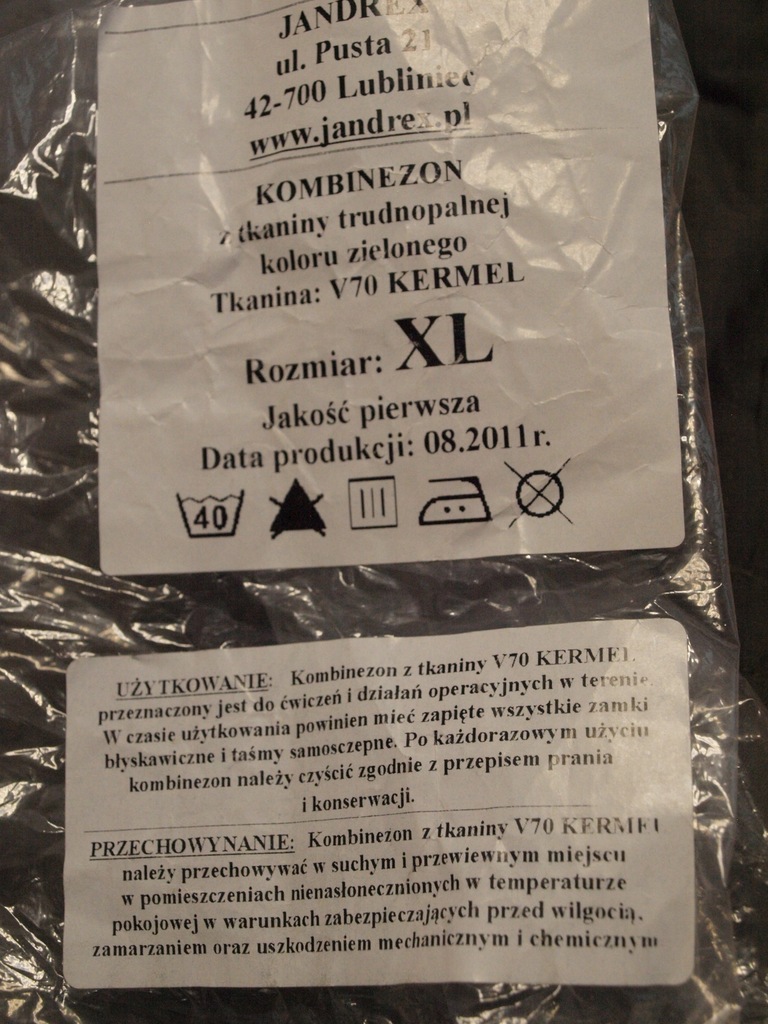 JANDREX
ul. Pusta 21
42-700 Lubliniec
www.jandrex.pl
KOMBINEZON
z tkaniny trudnopalnej
koloru zielonego
Tkanina: V70 KERMEL
Rozmiar: XL
Jakość pierwsza
Data produkcji: 08.2011r.
40
UŻYTKOWANIE: Kombinezon z tkaniny V70 KERMEL
przeznaczony jest do ćwiczeń i działań operacyjnych w terenie.
W czasie użytkowania powinien mieć zapięte wszystkie zamki
błyskawiczne i taśmy samosczepne. Po każdorazowym użyciu
kombinezon należy czyścić zgodnie z przepisem prania
i konserwacji.
PRZECHOWYNANIE: Kombinezon z tkaniny V70 KERMEL
należy przechowywać w suchym i przewiewnym miejscu
w pomieszczeniach nienasłonecznionych w temperaturze
pokojowej w warunkach zabezpieczających przed wilgocią,
zamarzaniem oraz uszkodzeniem mechanicznym i chemicznym